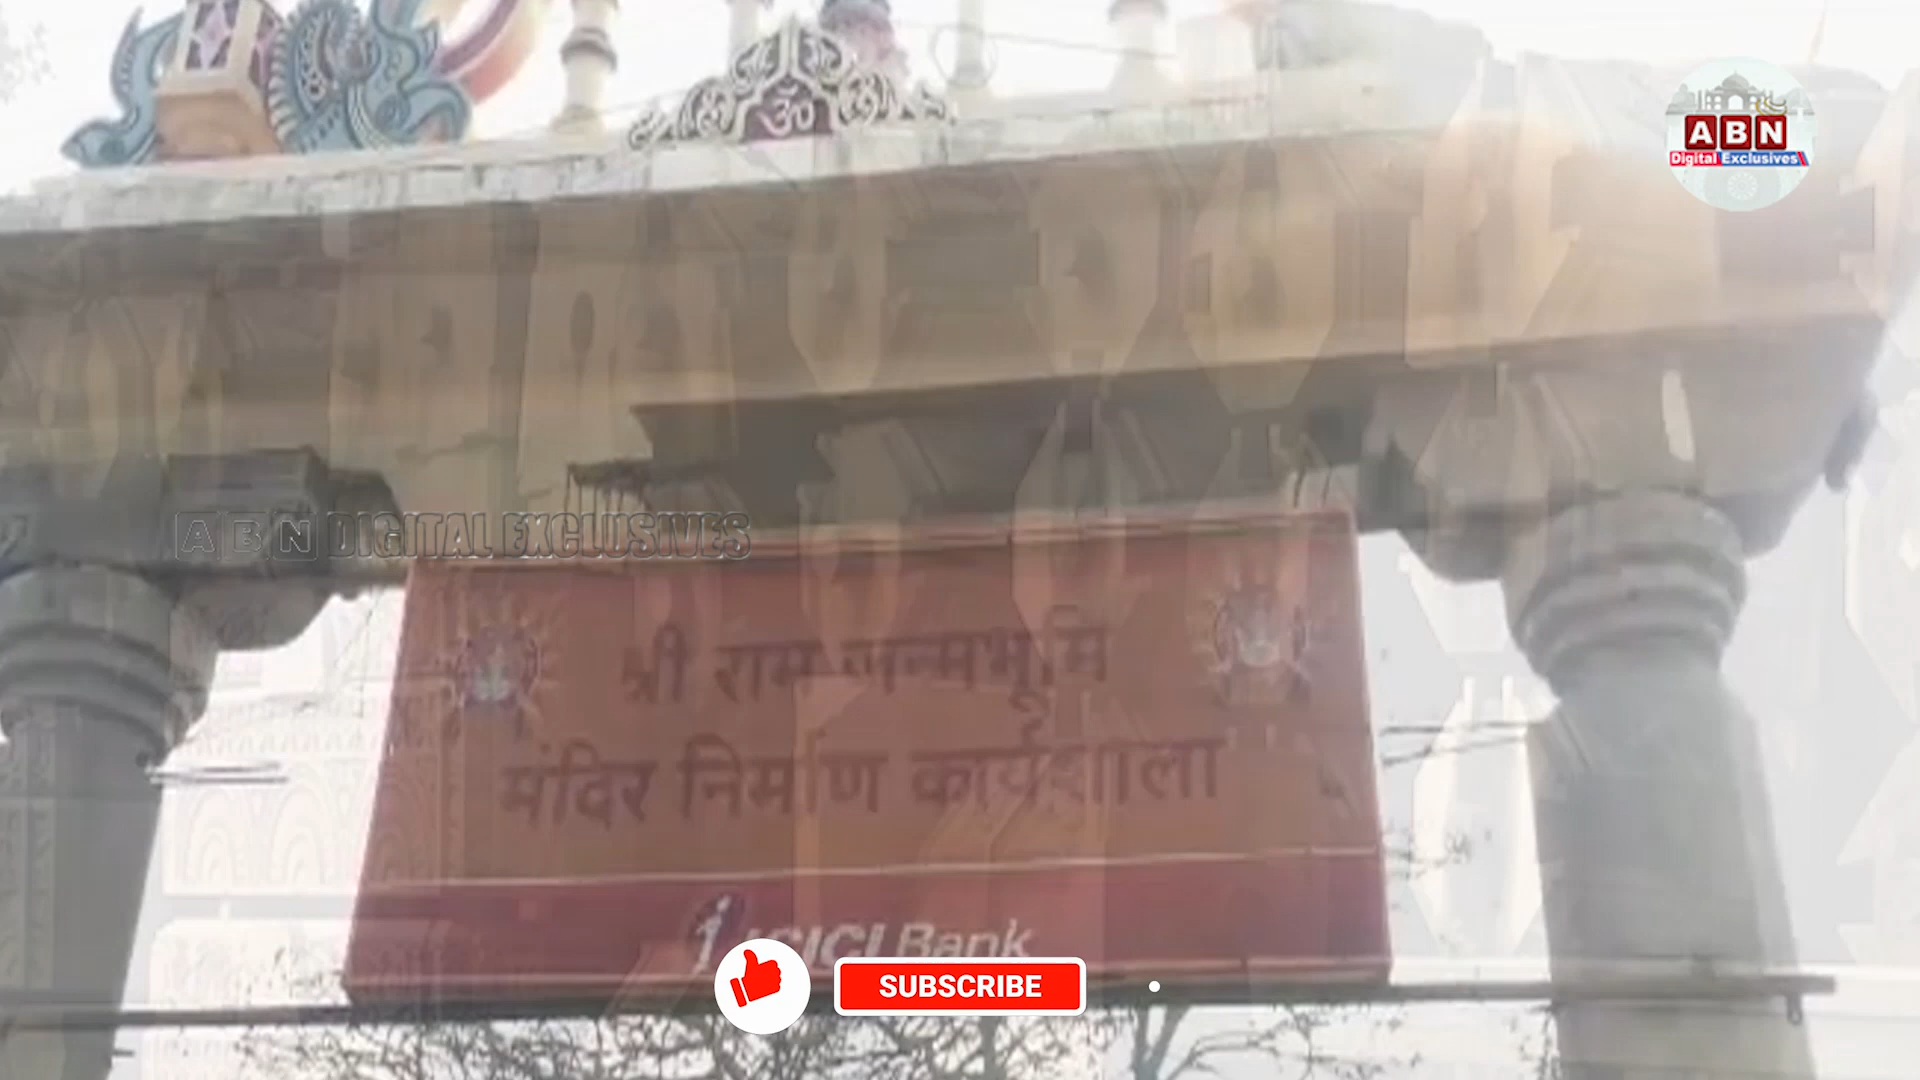 ॐ
ABN
Digital Exclusives
ABN DIGITAL EXCLUSIVES
श्री राम जन्मभूमि
मंदिर निर्माण कार्यशाला
ICICI Bank
SUBSCRIBE